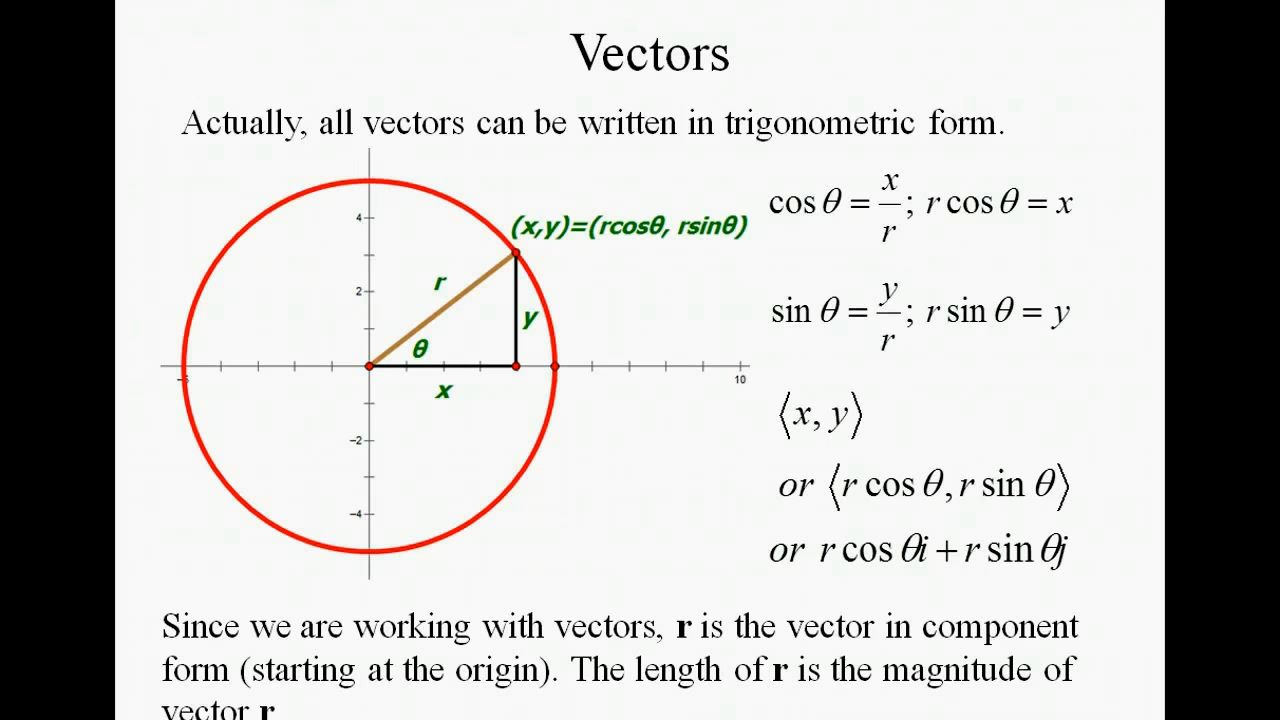 Vectors
Actually, all vectors can be written in trigonometric form.
cos θ = x/r ; r cos θ = x
(x,y)=(rcosθ, rsinθ)
4
r
2
sin θ = y/r ; r sin θ = y
y
θ
10
x
⟨x, y⟩
−2
or ⟨r cos θ, r sin θ⟩
−4
or r cos θi + r sin θj
Since we are working with vectors, r is the vector in component
form (starting at the origin). The length of r is the magnitude of
vector r